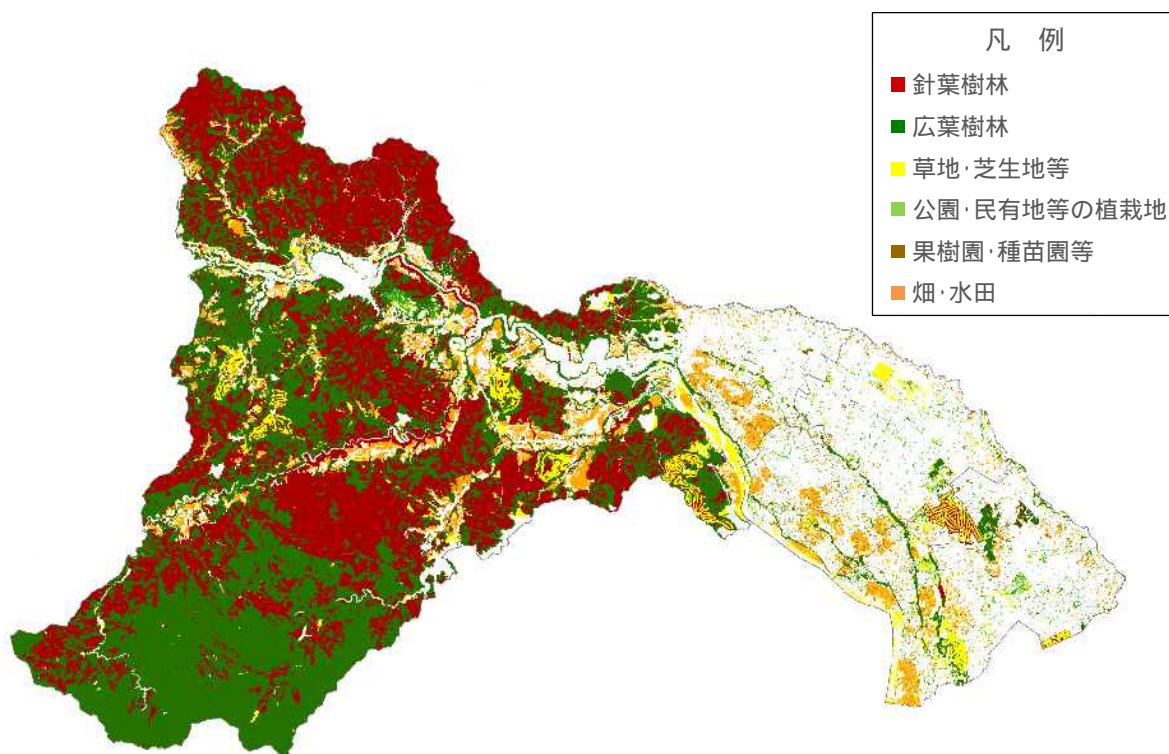 凡 例
針葉樹林
広葉樹林
草地・芝生地等
公園・民有地等の植栽地
果樹園・種苗園等
畑・水田